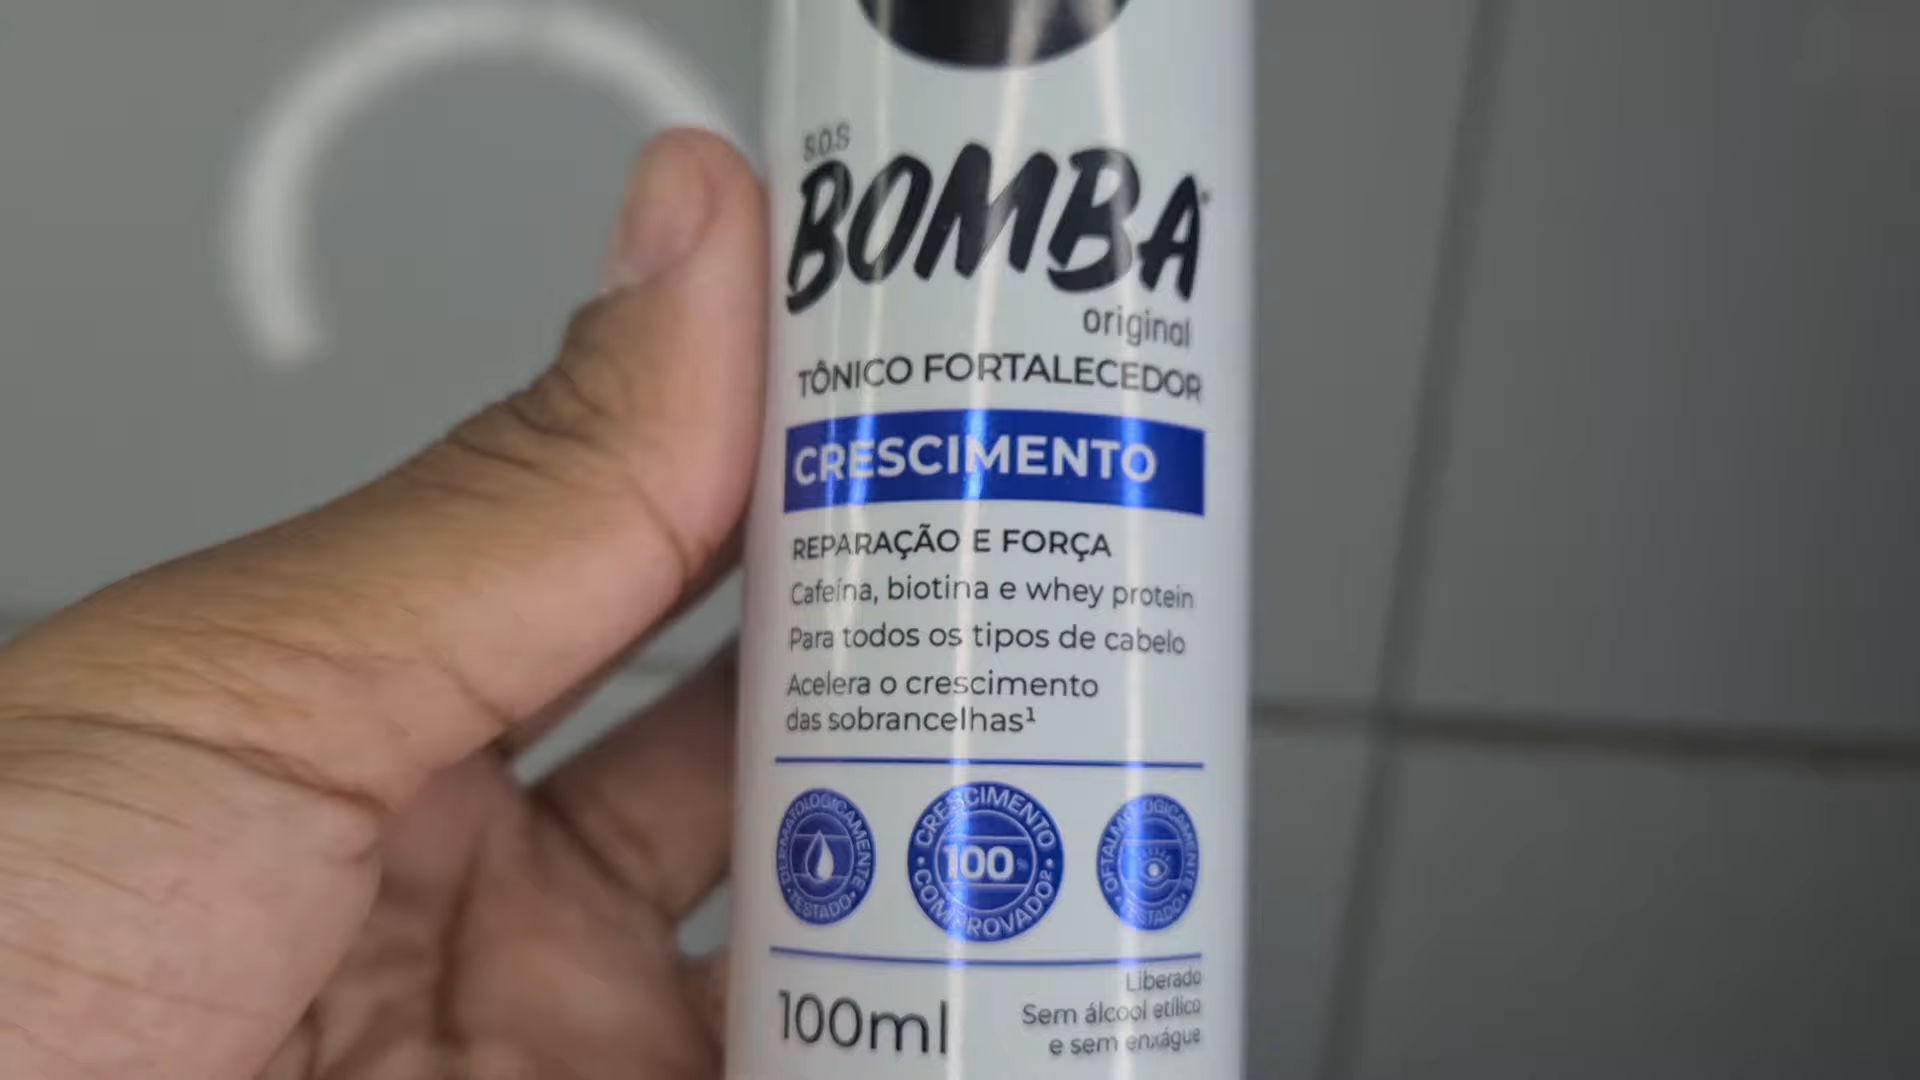 S.O.S
BOMBA
original
TÔNICO FORTALECEDOR
CRESCIMENTO
REPARAÇÃO E FORÇA
Cafeína, biotina e whey protein
Para todos os tipos de cabelo
Acelera o crescimento
das sobrancelhas¹
DERMATOLOGICAMENTE
• TESTADO •
CRESCIMENTO
100%
• COMPROVADO² •
OFTALMOLOGICAMENTE
• TESTADO •
100ml
Liberado
Sem álcool etílico
e sem enxágue